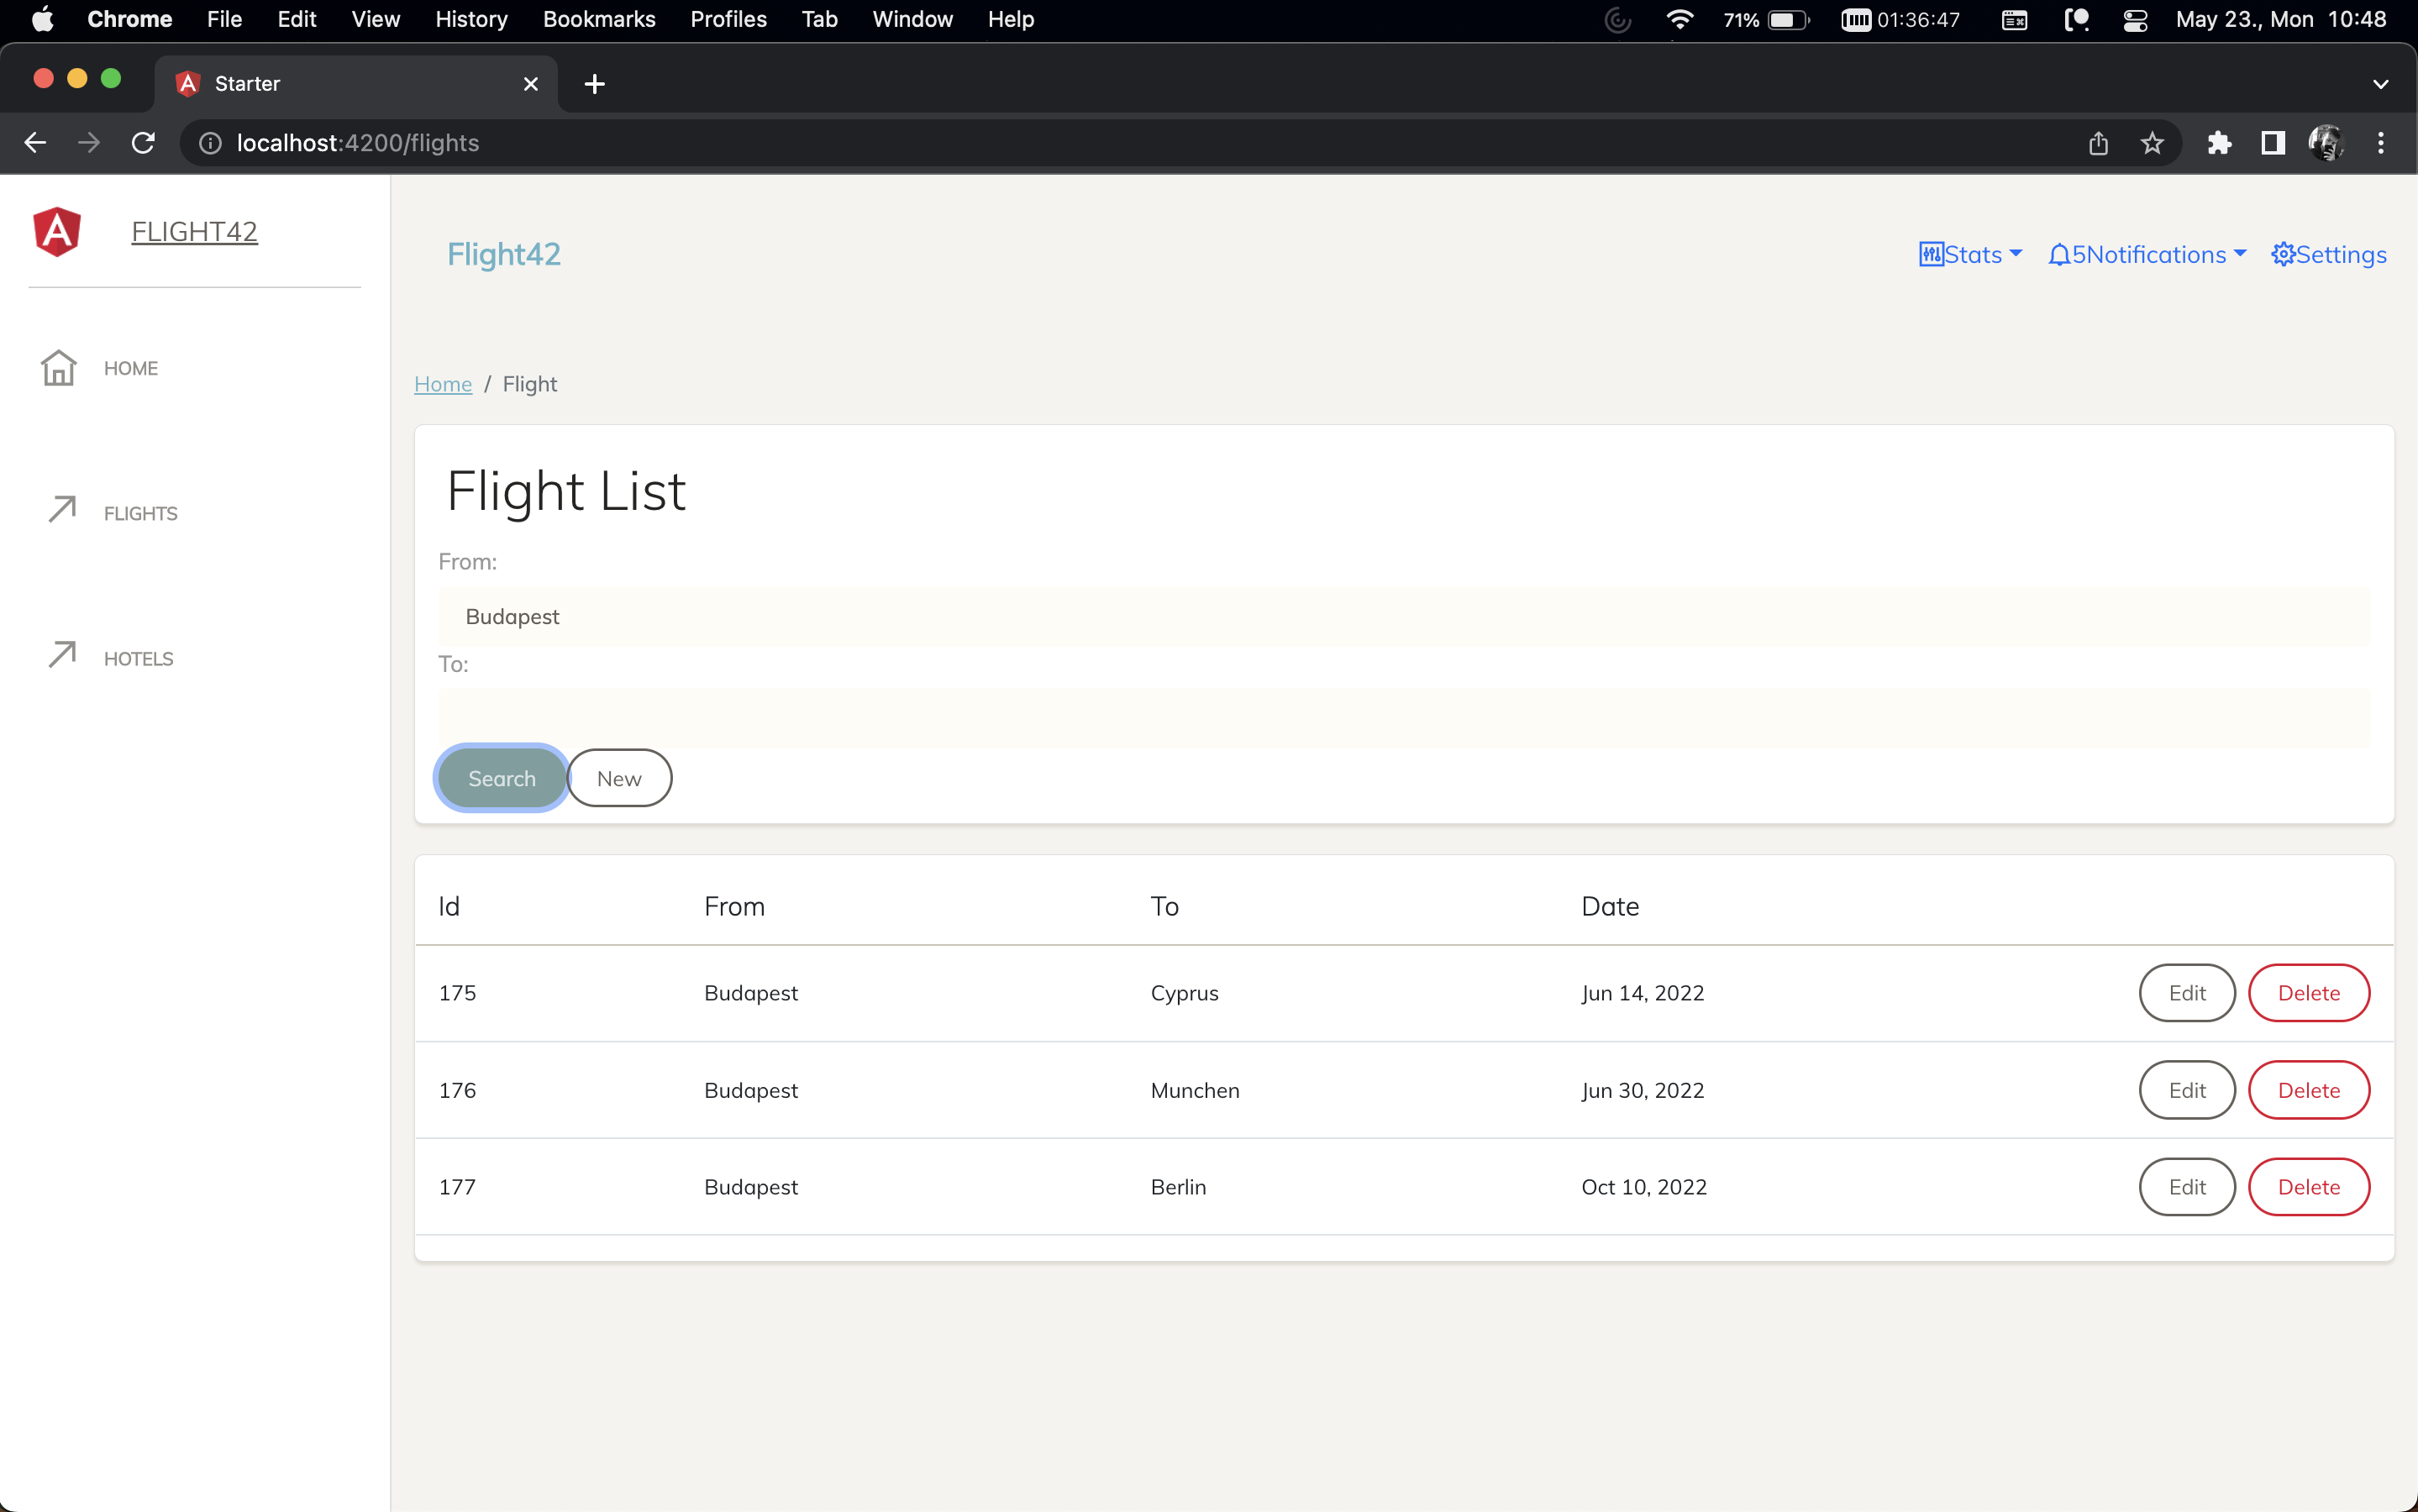 Chrome File Edit View History Bookmarks Profiles Tab Window Help 71% 01:36:47 May 23., Mon 10:48
Starter
localhost:4200/flights
FLIGHT42
HOME
FLIGHTS
HOTELS
Flight42 Stats 5Notifications Settings
Home / Flight
Flight List
From:
Budapest
To:
Search New
Id From To Date
175 Budapest Cyprus Jun 14, 2022 Edit Delete
176 Budapest Munchen Jun 30, 2022 Edit Delete
177 Budapest Berlin Oct 10, 2022 Edit Delete